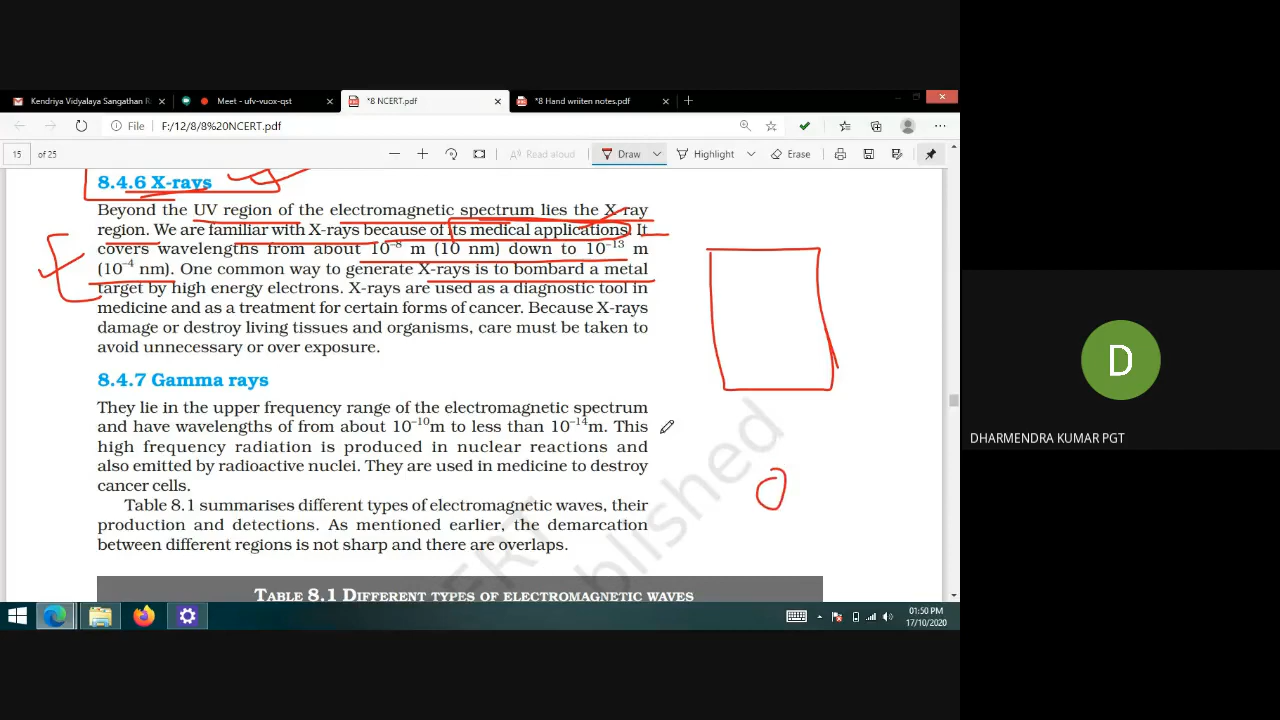 Kendriya Vidyalaya Sangathan R
Meet - ufv-vuox-qst
*8 NCERT.pdf
*8 Hand wriiten notes.pdf
File F:/12/8/8%20NCERT.pdf
15 of 25
Read aloud
Draw
Highlight
Erase
8.4.6 X-rays
Beyond the UV region of the electromagnetic spectrum lies the X-ray
region. We are familiar with X-rays because of its medical applications. It
covers wavelengths from about 10⁻⁸ m (10 nm) down to 10⁻¹³ m
(10⁻⁴ nm). One common way to generate X-rays is to bombard a metal
target by high energy electrons. X-rays are used as a diagnostic tool in
medicine and as a treatment for certain forms of cancer. Because X-rays
damage or destroy living tissues and organisms, care must be taken to
avoid unnecessary or over exposure.
8.4.7 Gamma rays
They lie in the upper frequency range of the electromagnetic spectrum
and have wavelengths of from about 10⁻¹⁰m to less than 10⁻¹⁴m. This
high frequency radiation is produced in nuclear reactions and
also emitted by radioactive nuclei. They are used in medicine to destroy
cancer cells.
Table 8.1 summarises different types of electromagnetic waves, their
production and detections. As mentioned earlier, the demarcation
between different regions is not sharp and there are overlaps.
TABLE 8.1 DIFFERENT TYPES OF ELECTROMAGNETIC WAVES
blished
ERT
D
DHARMENDRA KUMAR PGT
01:50 PM
17/10/2020